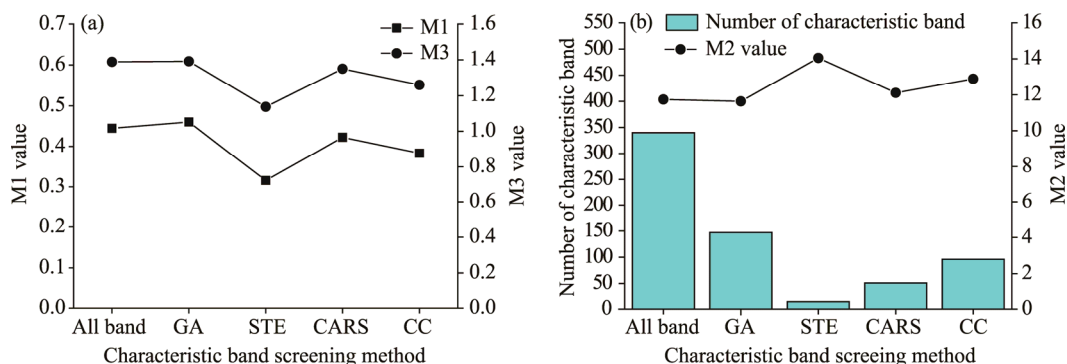 (a)
M1
M3
0.7
0.6
0.5
0.4
0.3
0.2
0.1
0.0
M1 value
1.6
1.4
1.2
1.0
0.8
0.6
0.4
0.2
0.0
M3 value
All band GA STE CARS CC
Characteristic band screening method
(b)
Number of characteristic band
M2 value
550
500
450
400
350
300
250
200
150
100
50
0
Number of characteristic band
16
14
12
10
8
6
4
2
0
M2 value
All band GA STE CARS CC
Characteristic band screening method